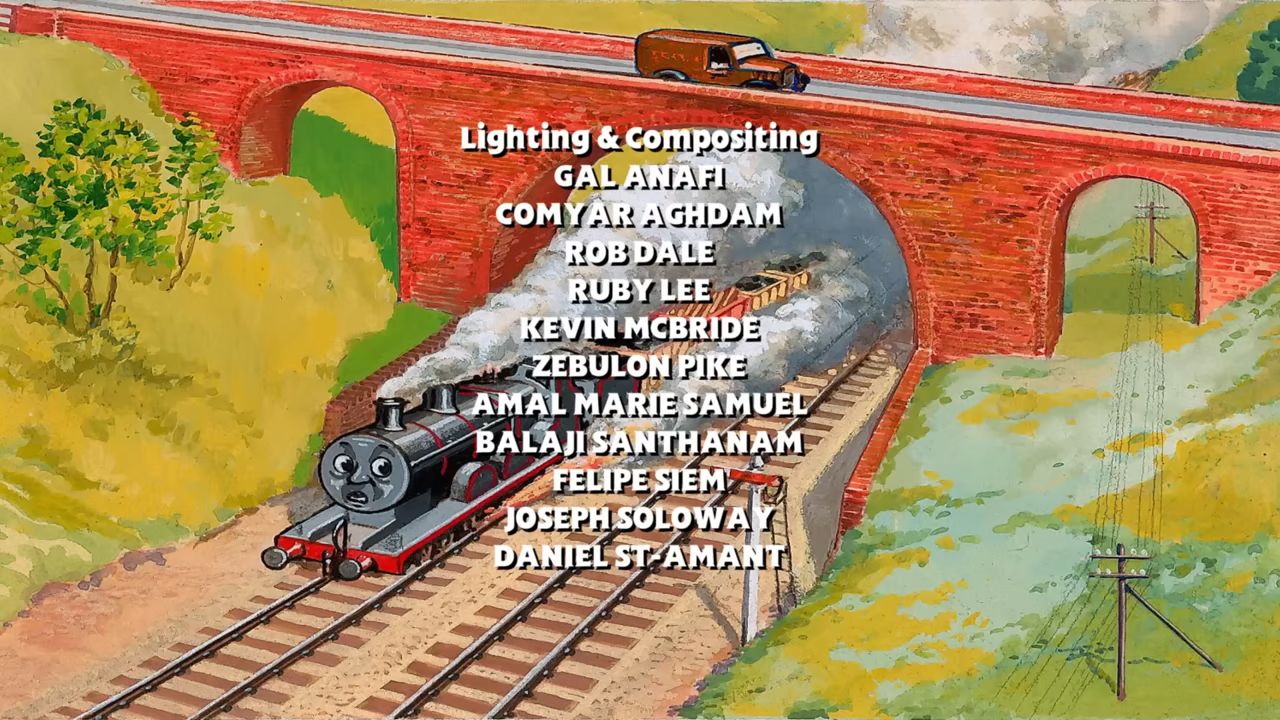 Lighting & Compositing
GAL ANAFI
COMYAR AGHDAM
ROB DALE
RUBY LEE
KEVIN MCBRIDE
ZEBULON PIKE
AMAL MARIE SAMUEL
BALAJI SANTHANAM
FELIPE SIEM
JOSEPH SOLOWAY
DANIEL ST-AMANT